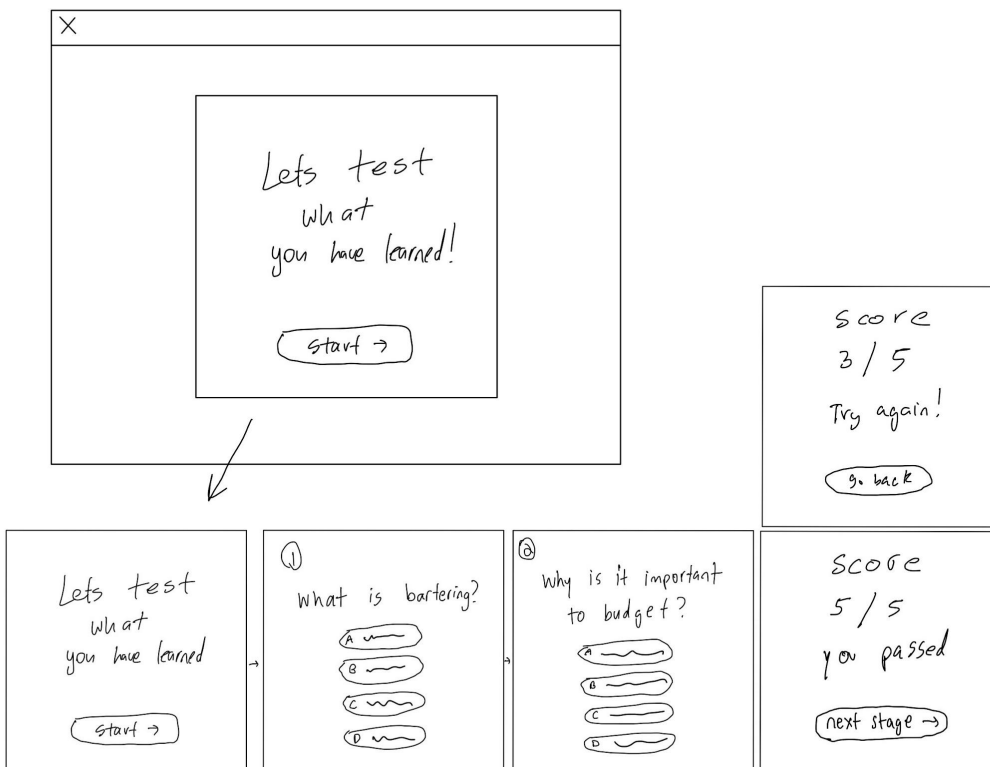 X
Lets test
what
you have learned!
start →
Lets test
what
you have learned
start →
1
what is bartering?
A
B
C
D
2
why is it important
to budget?
A
B
C
D
score
3 / 5
Try again!
go back
score
5 / 5
you passed
next stage →